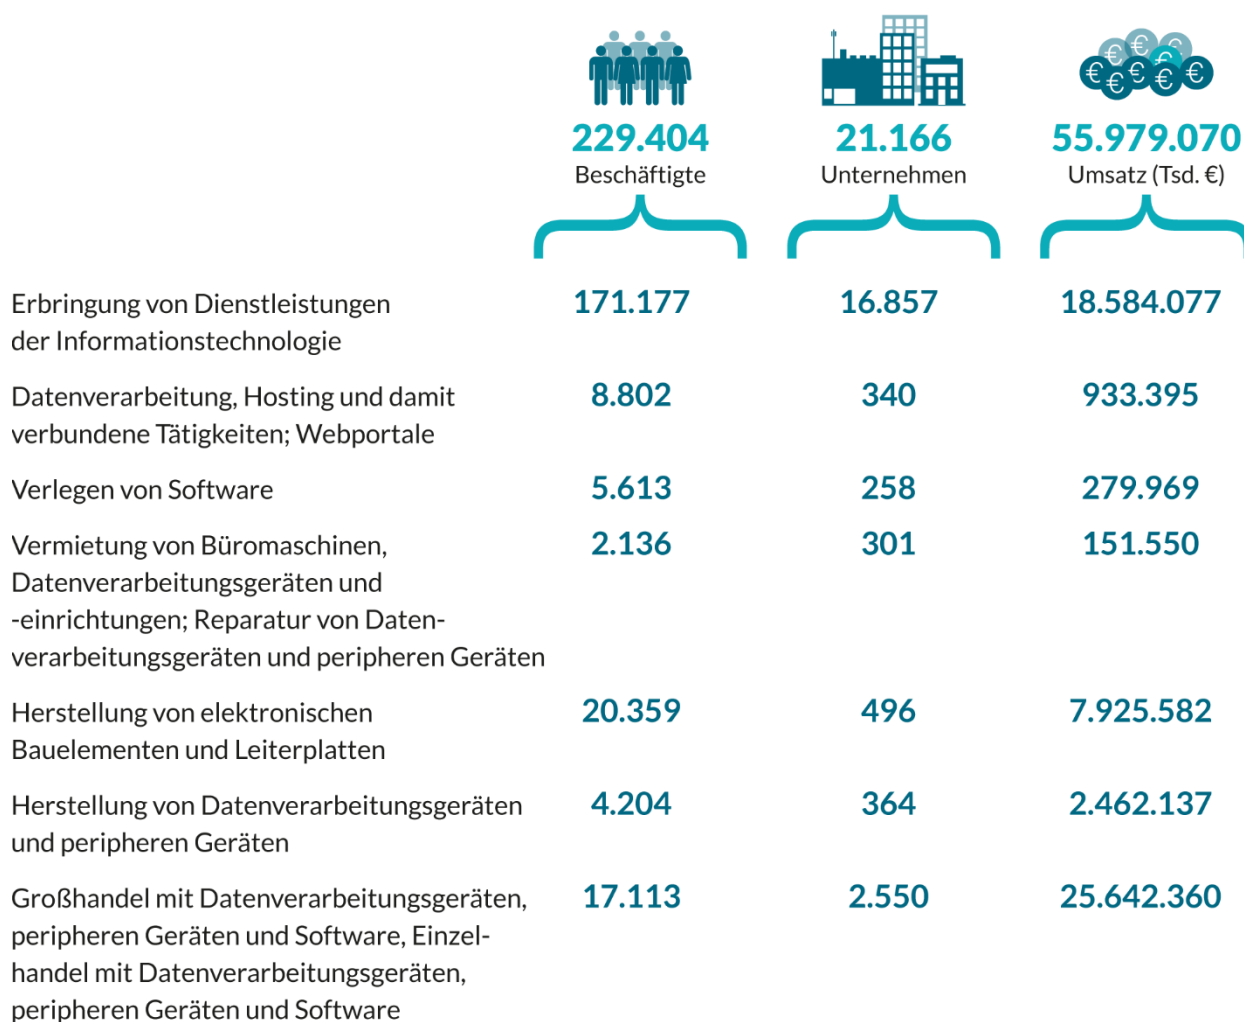 € € € € € € € € €
229.404 21.166 55.979.070
Beschäftigte Unternehmen Umsatz (Tsd. €)
Erbringung von Dienstleistungen 171.177 16.857 18.584.077
der Informationstechnologie
Datenverarbeitung, Hosting und damit 8.802 340 933.395
verbundene Tätigkeiten; Webportale
Verlegen von Software 5.613 258 279.969
Vermietung von Büromaschinen, 2.136 301 151.550
Datenverarbeitungsgeräten und
-einrichtungen; Reparatur von Daten-
verarbeitungsgeräten und peripheren Geräten
Herstellung von elektronischen 20.359 496 7.925.582
Bauelementen und Leiterplatten
Herstellung von Datenverarbeitungsgeräten 4.204 364 2.462.137
und peripheren Geräten
Großhandel mit Datenverarbeitungsgeräten, 17.113 2.550 25.642.360
peripheren Geräten und Software, Einzel-
handel mit Datenverarbeitungsgeräten,
peripheren Geräten und Software